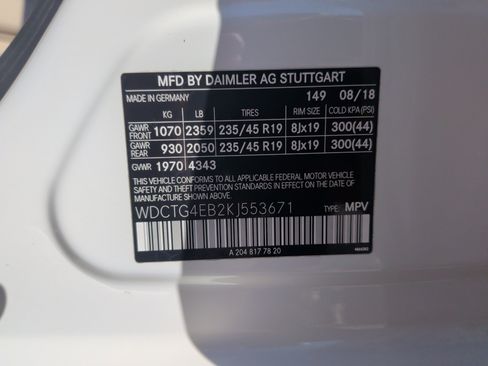 MFD BY DAIMLER AG STUTTGART
MADE IN GERMANY 149 08/18
KG LB TIRES RIM SIZE COLD KPA (PSI)
GAWR FRONT 1070 2359 235/45 R19 8Jx19 300(44)
GAWR REAR 930 2050 235/45 R19 8Jx19 300(44)
GVWR 1970 4343
THIS VEHICLE CONFORMS TO ALL APPLICABLE FEDERAL MOTOR VEHICLE
SAFETY AND THEFT PREVENTION STANDARDS IN EFFECT ON THE DATE
OF MANUFACTURE SHOWN ABOVE.
WDCTG4EB2KJ553671 TYPE: MPV
A 204 817 78 20